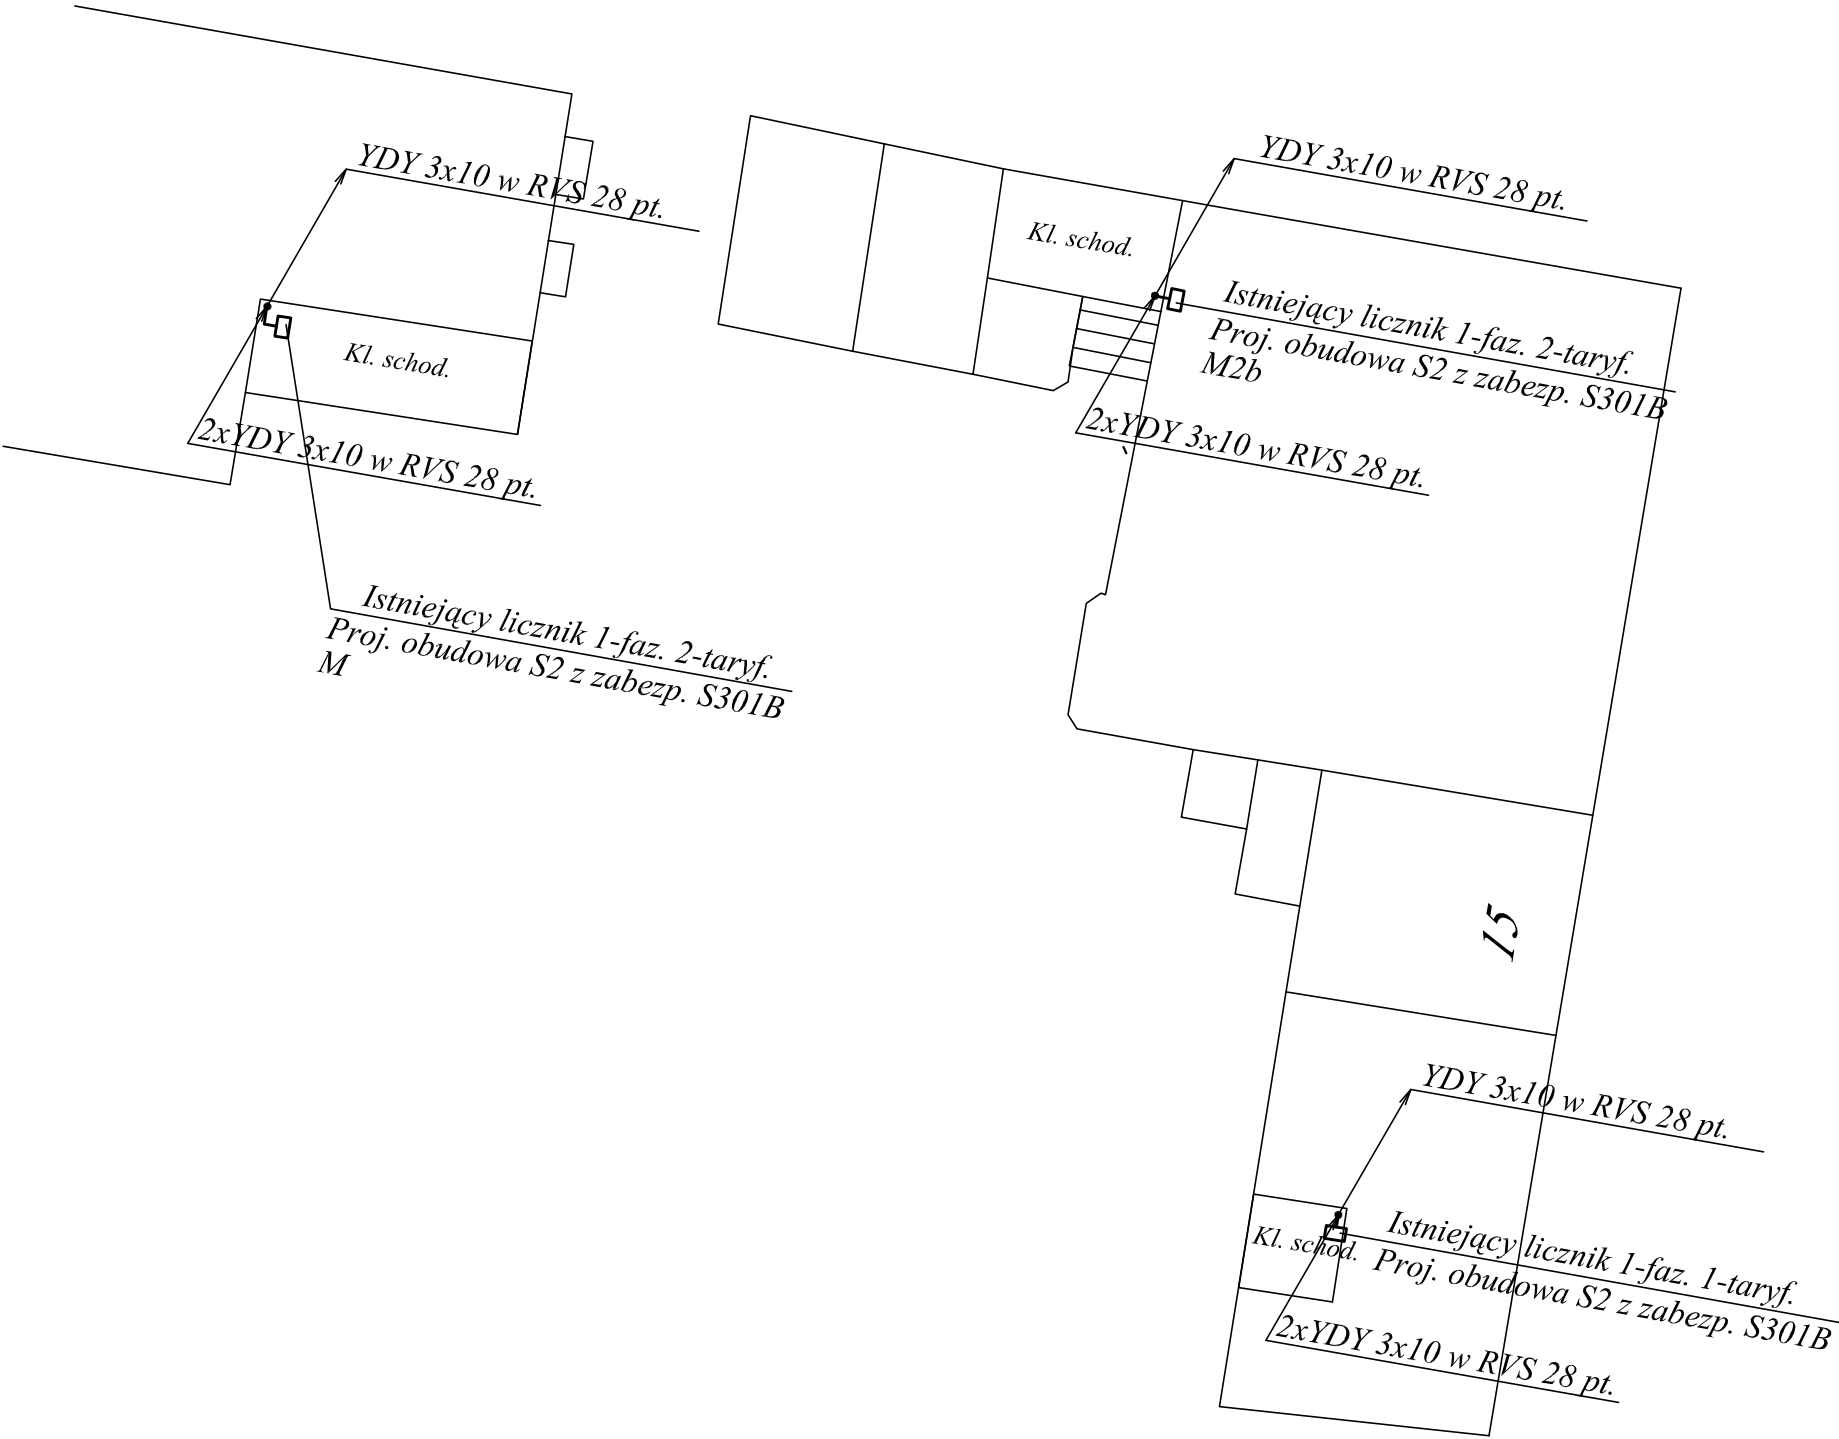 YDY 3x10 w RVS 28 pt.
Kl. schod.
2xYDY 3x10 w RVS 28 pt.
Istniejący licznik 1-faz. 2-taryf.
Proj. obudowa S2 z zabezp. S301B
M
YDY 3x10 w RVS 28 pt.
Kl. schod.
Istniejący licznik 1-faz. 2-taryf.
Proj. obudowa S2 z zabezp. S301B
M2b
2xYDY 3x10 w RVS 28 pt.
15
YDY 3x10 w RVS 28 pt.
Kl. schod.
Istniejący licznik 1-faz. 1-taryf.
Proj. obudowa S2 z zabezp. S301B
2xYDY 3x10 w RVS 28 pt.